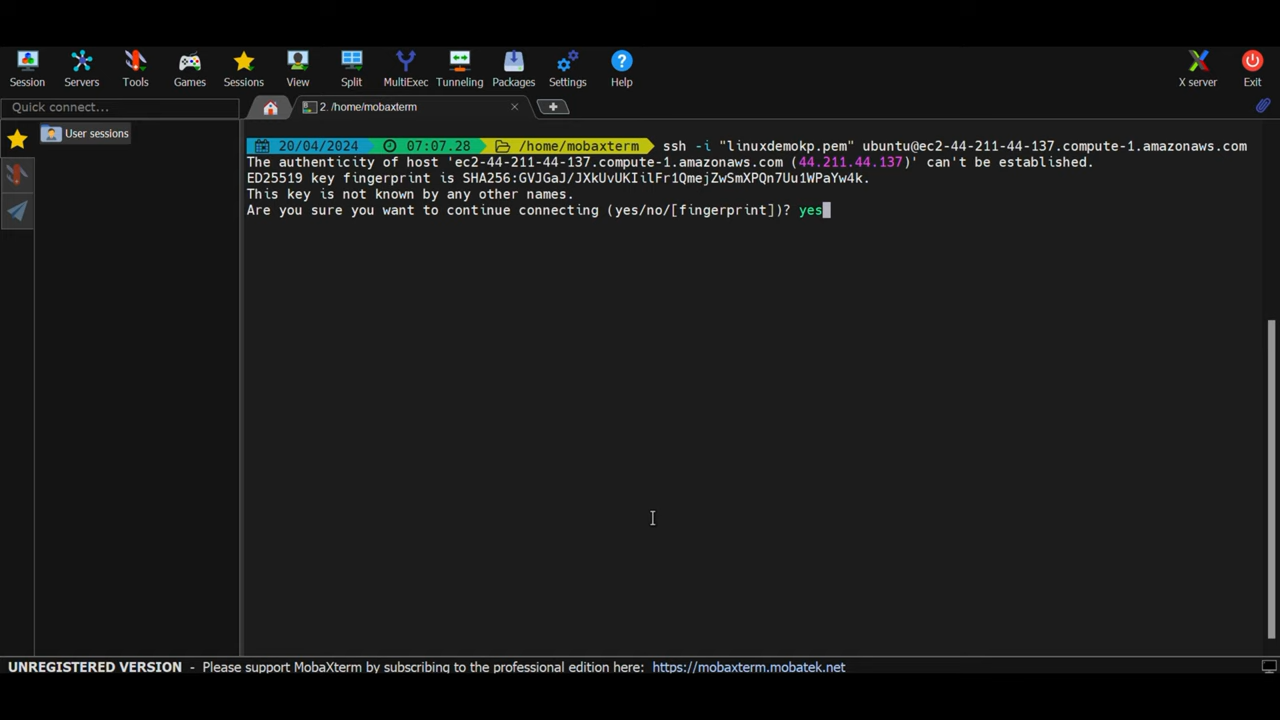 Session
Servers
Tools
Games
Sessions
View
Split
MultiExec
Tunneling
Packages
Settings
Help
X server
Exit
Quick connect...
2. /home/mobaxterm
User sessions
20/04/2024 07:07.28 /home/mobaxterm ssh -i "linuxdemokp.pem" ubuntu@ec2-44-211-44-137.compute-1.amazonaws.com
The authenticity of host 'ec2-44-211-44-137.compute-1.amazonaws.com (44.211.44.137)' can't be established.
ED25519 key fingerprint is SHA256:GVJGaJ/JXkUvUKIilFr1QmejZwSmXPQn7Uu1WPaYw4k.
This key is not known by any other names.
Are you sure you want to continue connecting (yes/no/[fingerprint])? yes
UNREGISTERED VERSION - Please support MobaXterm by subscribing to the professional edition here: https://mobaxterm.mobatek.net